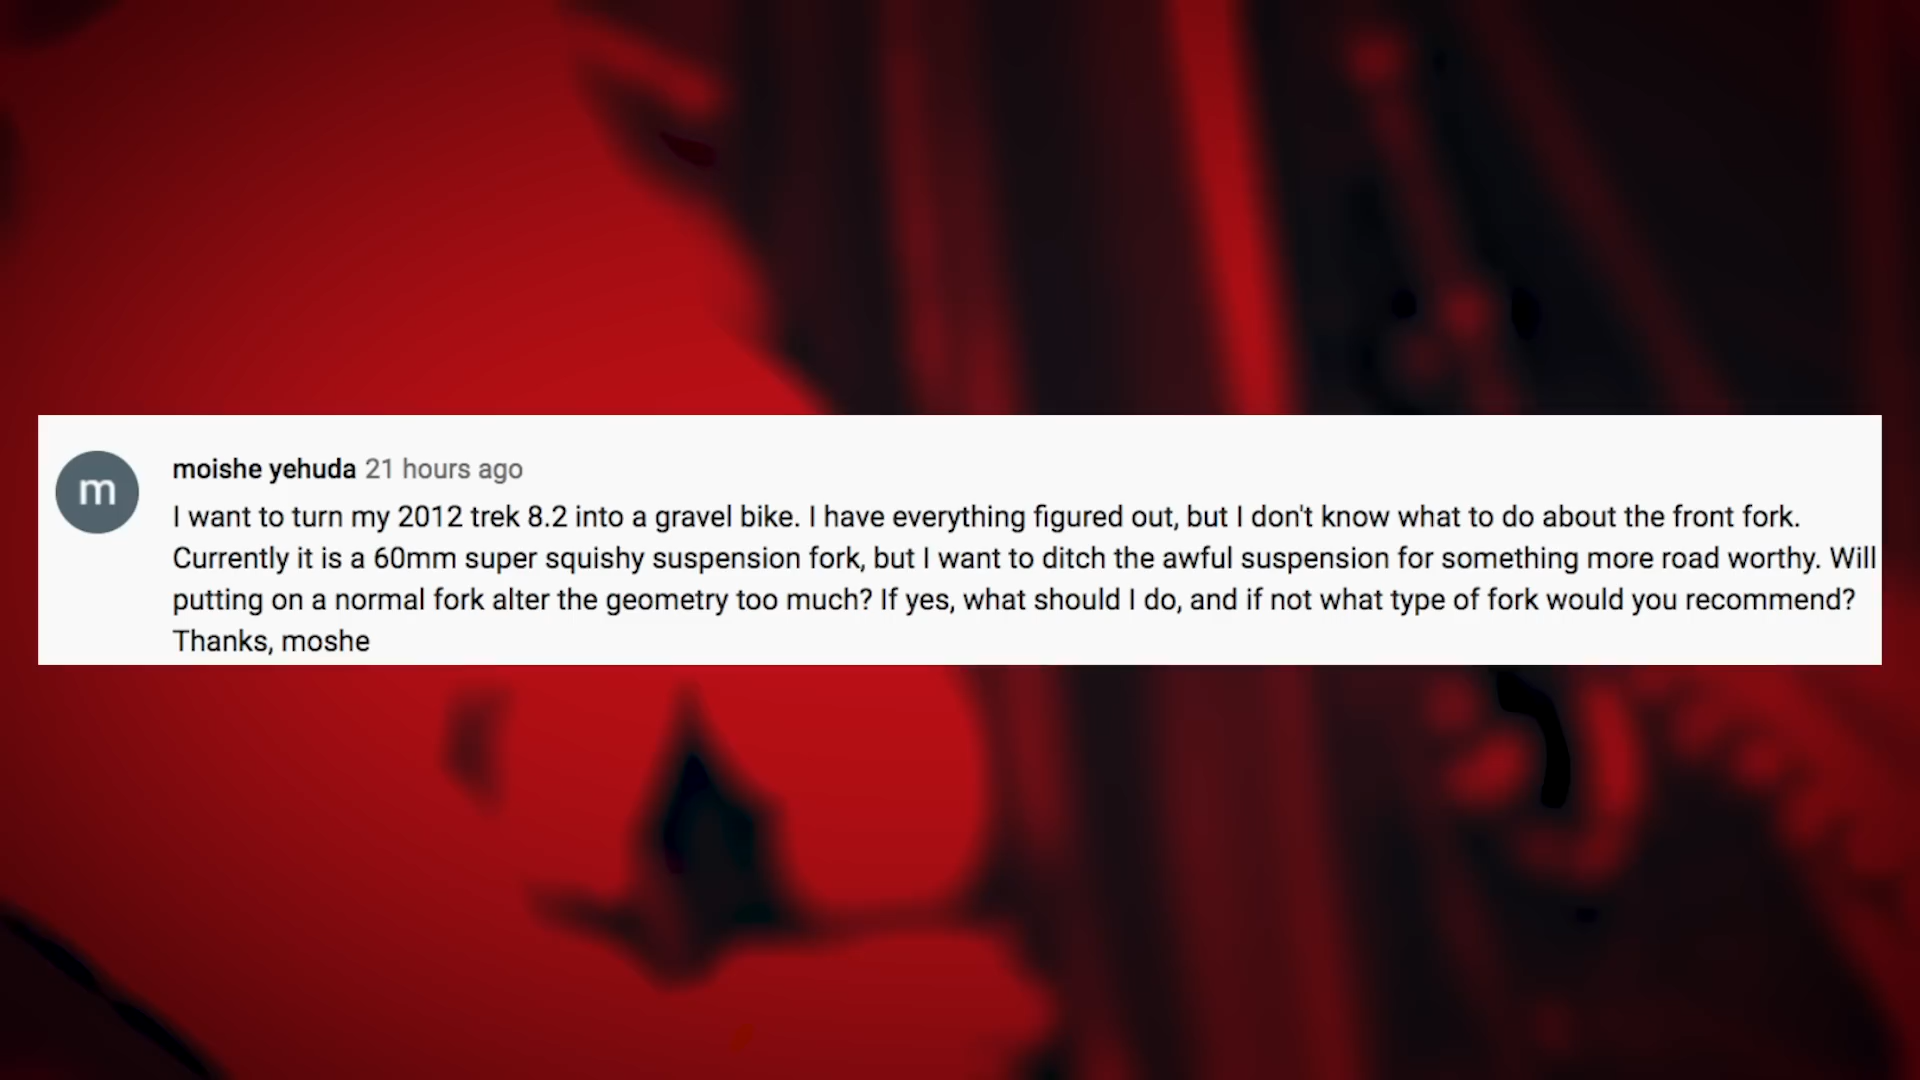 m
moishe yehuda 21 hours ago
I want to turn my 2012 trek 8.2 into a gravel bike. I have everything figured out, but I don't know what to do about the front fork.
Currently it is a 60mm super squishy suspension fork, but I want to ditch the awful suspension for something more road worthy. Will
putting on a normal fork alter the geometry too much? If yes, what should I do, and if not what type of fork would you recommend?
Thanks, moshe